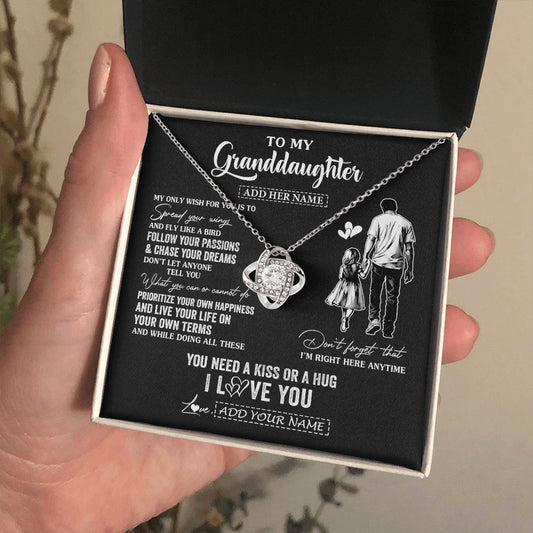 TO MY
Granddaughter
ADD HER NAME
MY ONLY WISH FOR YOU IS TO
Spread your wings
AND FLY LIKE A BIRD
FOLLOW YOUR PASSIONS
& CHASE YOUR DREAMS
DON'T LET ANYONE
TELL YOU
What you can or cannot do
PRIORITIZE YOUR OWN HAPPINESS
AND LIVE YOUR LIFE ON
YOUR OWN TERMS
AND WHILE DOING ALL THESE
Don't forget that
I'M RIGHT HERE ANYTIME
YOU NEED A KISS OR A HUG
I LOVE YOU
Love, ADD YOUR NAME